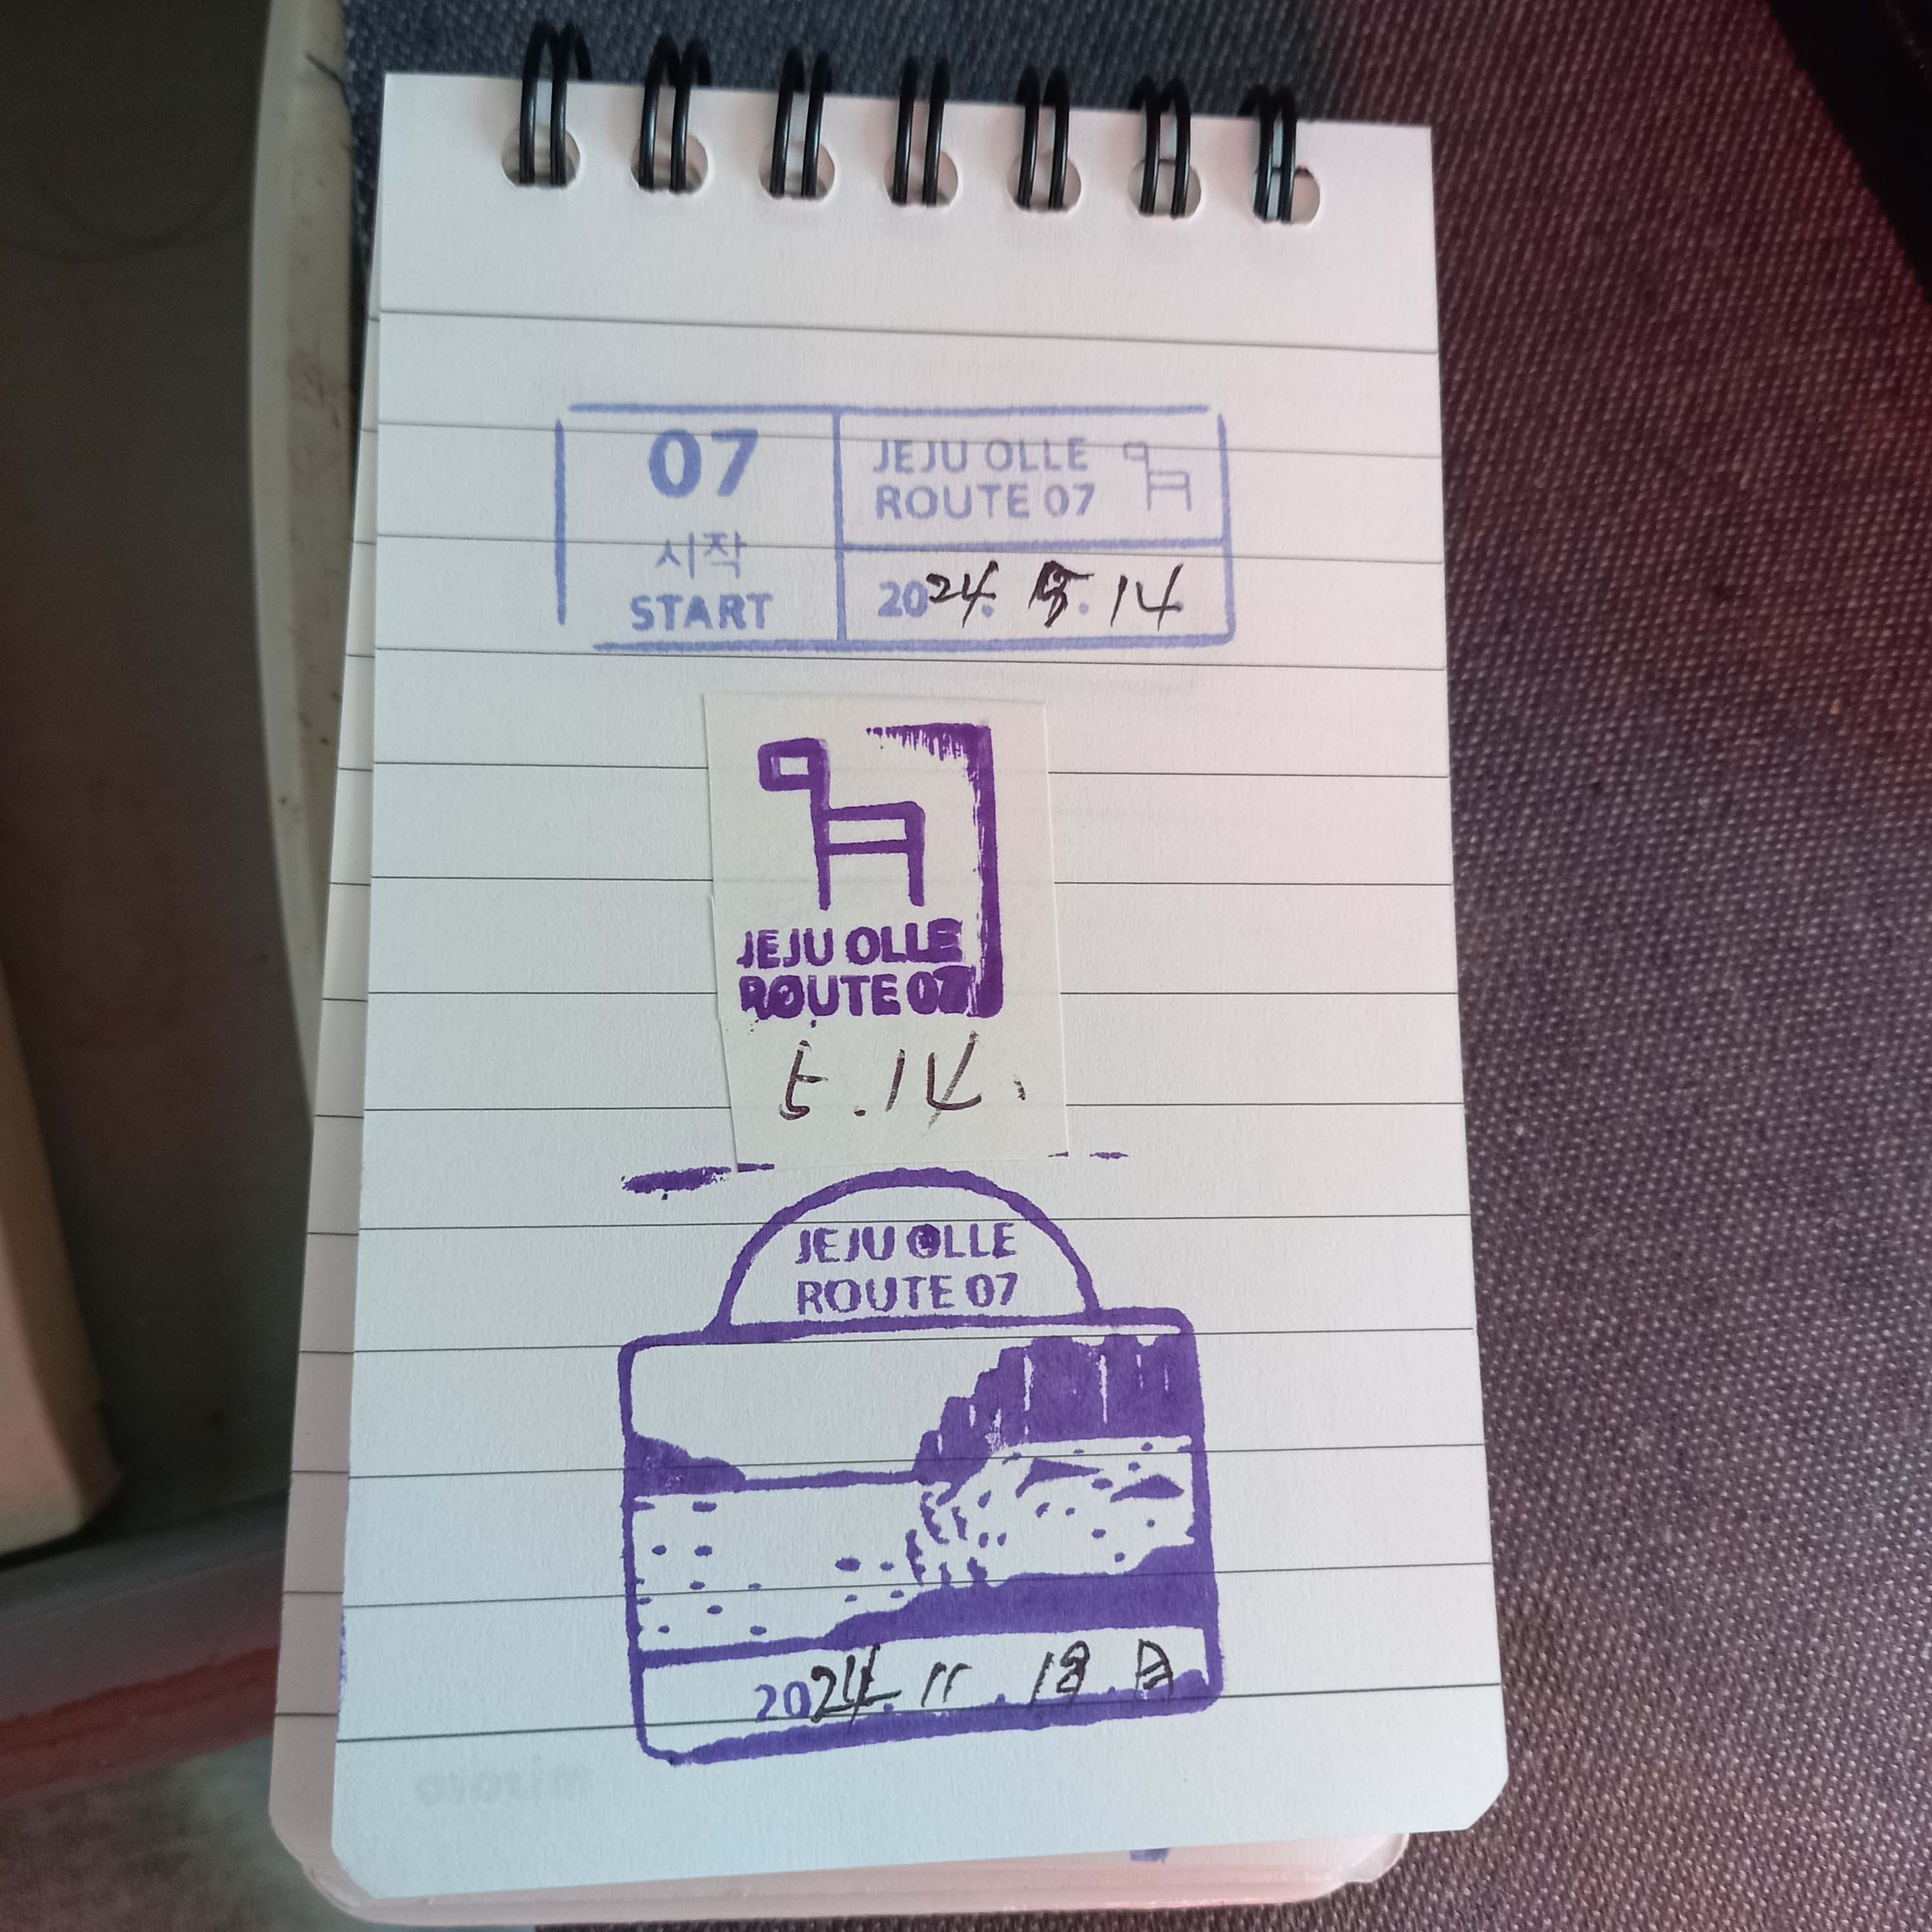 07
시작
START
JEJU OLLE
ROUTE 07
2024. 5. 14
JEJU OLLE
ROUTE 07
5.14.
JEJU OLLE
ROUTE 07
2024. 11. 18.